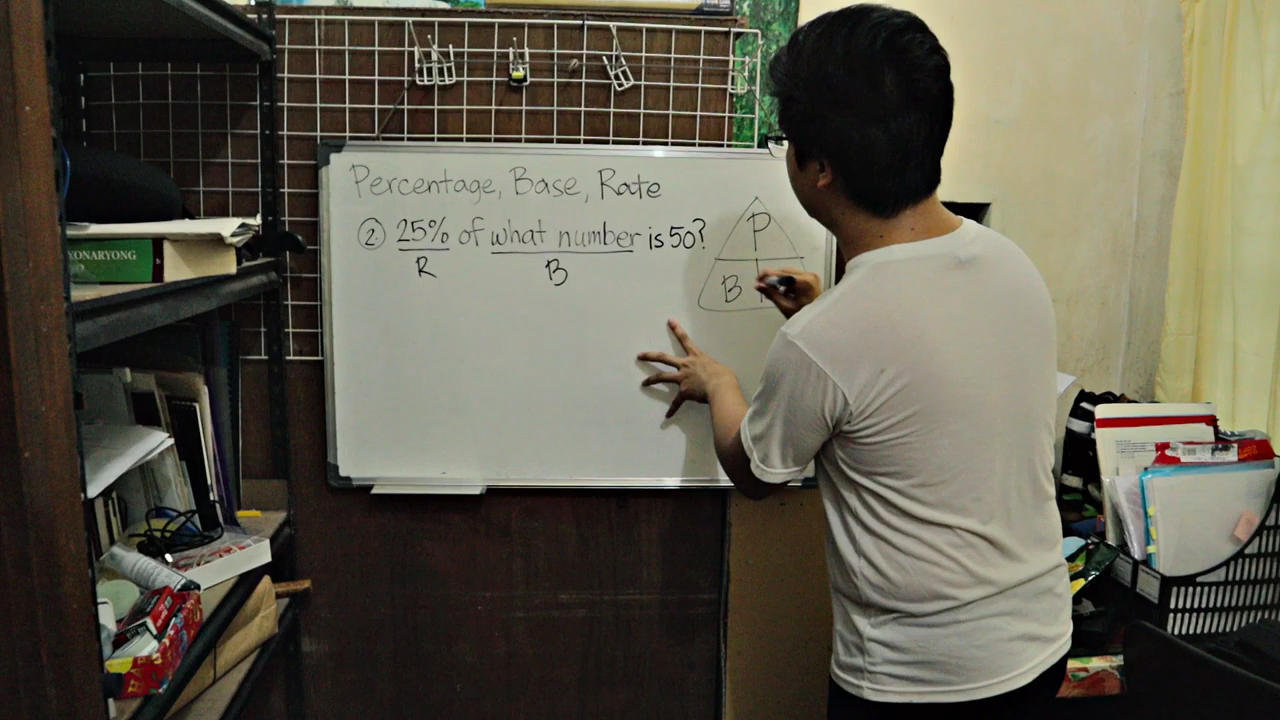 Percentage, Base, Rate
② 25% of what number is 50?
R B
P
B
YONARYONG